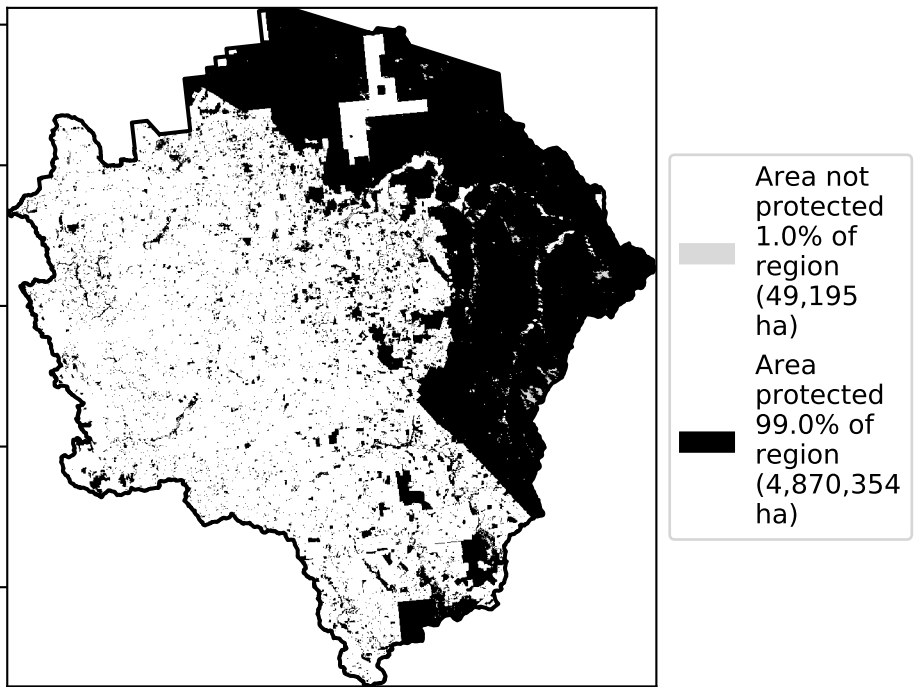 Area not
protected
1.0% of
region
(49,195
ha)
Area
protected
99.0% of
region
(4,870,354
ha)